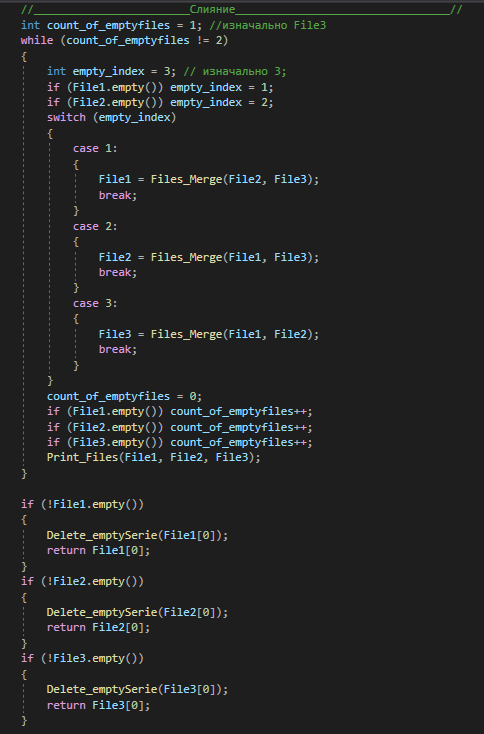 //________________________Слияние_________________________________//
int count_of_emptyfiles = 1; //изначально File3
while (count_of_emptyfiles != 2)
{
    int empty_index = 3; // изначально 3;
    if (File1.empty()) empty_index = 1;
    if (File2.empty()) empty_index = 2;
    switch (empty_index)
    {
        case 1:
        {
            File1 = Files_Merge(File2, File3);
            break;
        }
        case 2:
        {
            File2 = Files_Merge(File1, File3);
            break;
        }
        case 3:
        {
            File3 = Files_Merge(File1, File2);
            break;
        }
    }
    count_of_emptyfiles = 0;
    if (File1.empty()) count_of_emptyfiles++;
    if (File2.empty()) count_of_emptyfiles++;
    if (File3.empty()) count_of_emptyfiles++;
    Print_Files(File1, File2, File3);
}

if (!File1.empty())
{
    Delete_emptySerie(File1[0]);
    return File1[0];
}
if (!File2.empty())
{
    Delete_emptySerie(File2[0]);
    return File2[0];
}
if (!File3.empty())
{
    Delete_emptySerie(File3[0]);
    return File3[0];
}